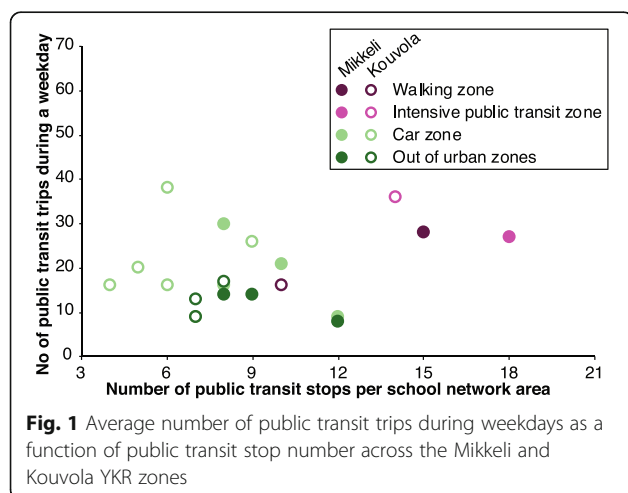 No of public transit trips during a weekday
70
60
50
40
30
20
10
0
Mikkeli
Kouvola
Walking zone
Intensive public transit zone
Car zone
Out of urban zones
3 6 9 12 15 18 21
Number of public transit stops per school network area
Fig. 1 Average number of public transit trips during weekdays as a
function of public transit stop number across the Mikkeli and
Kouvola YKR zones